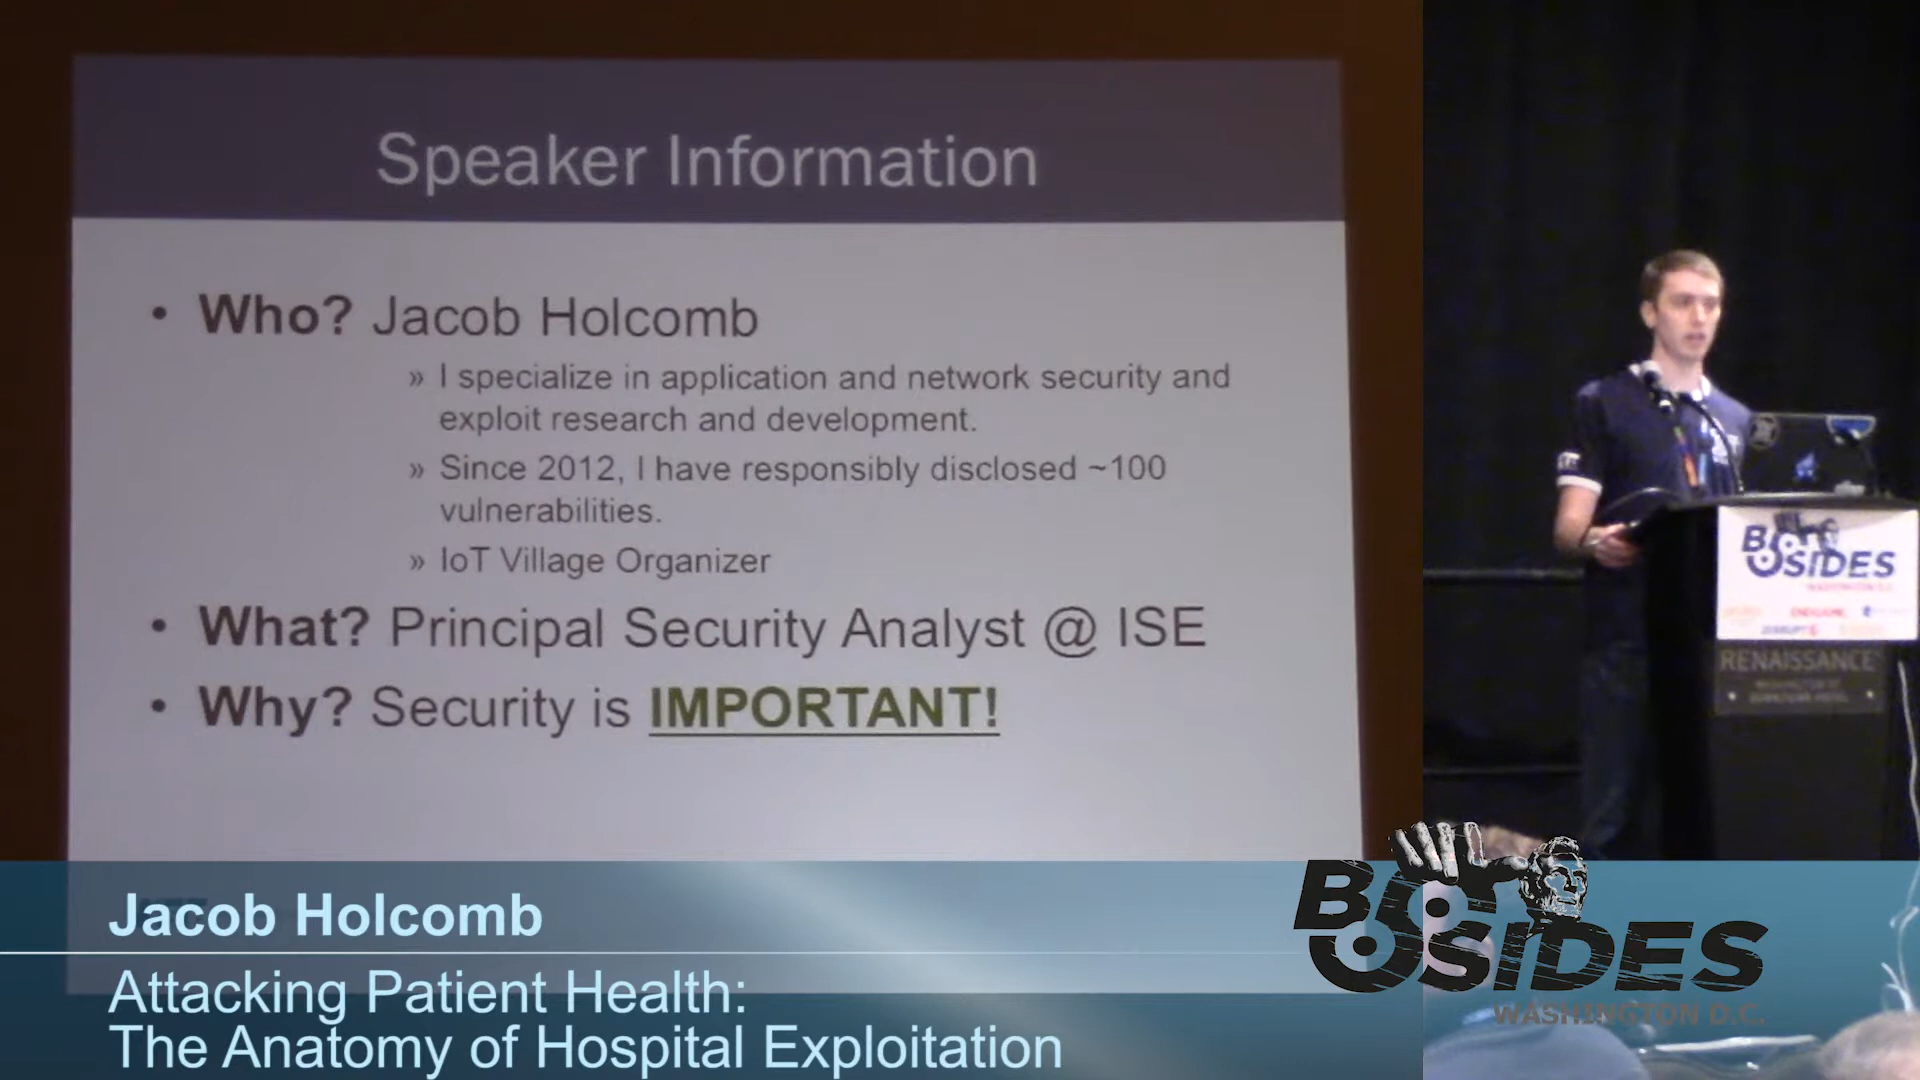 Speaker Information
• Who? Jacob Holcomb
» I specialize in application and network security and
exploit research and development.
» Since 2012, I have responsibly disclosed ~100
vulnerabilities.
» IoT Village Organizer
• What? Principal Security Analyst @ ISE
• Why? Security is IMPORTANT!
BSIDES
RENAISSANCE
Jacob Holcomb
Attacking Patient Health:
The Anatomy of Hospital Exploitation
BSIDES
WASHINGTON D.C.